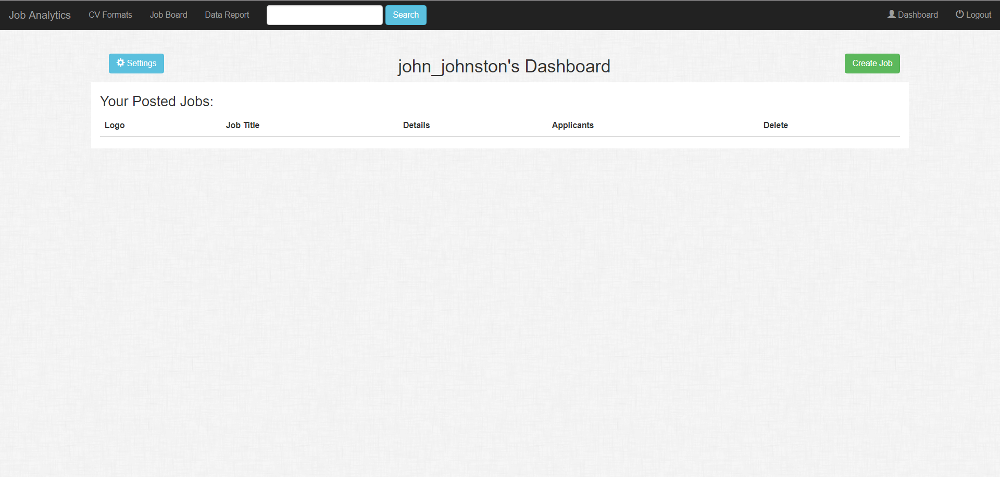 Job Analytics CV Formats Job Board Data Report Search Dashboard Logout
Settings john_johnston's Dashboard Create Job
Your Posted Jobs:
Logo Job Title Details Applicants Delete